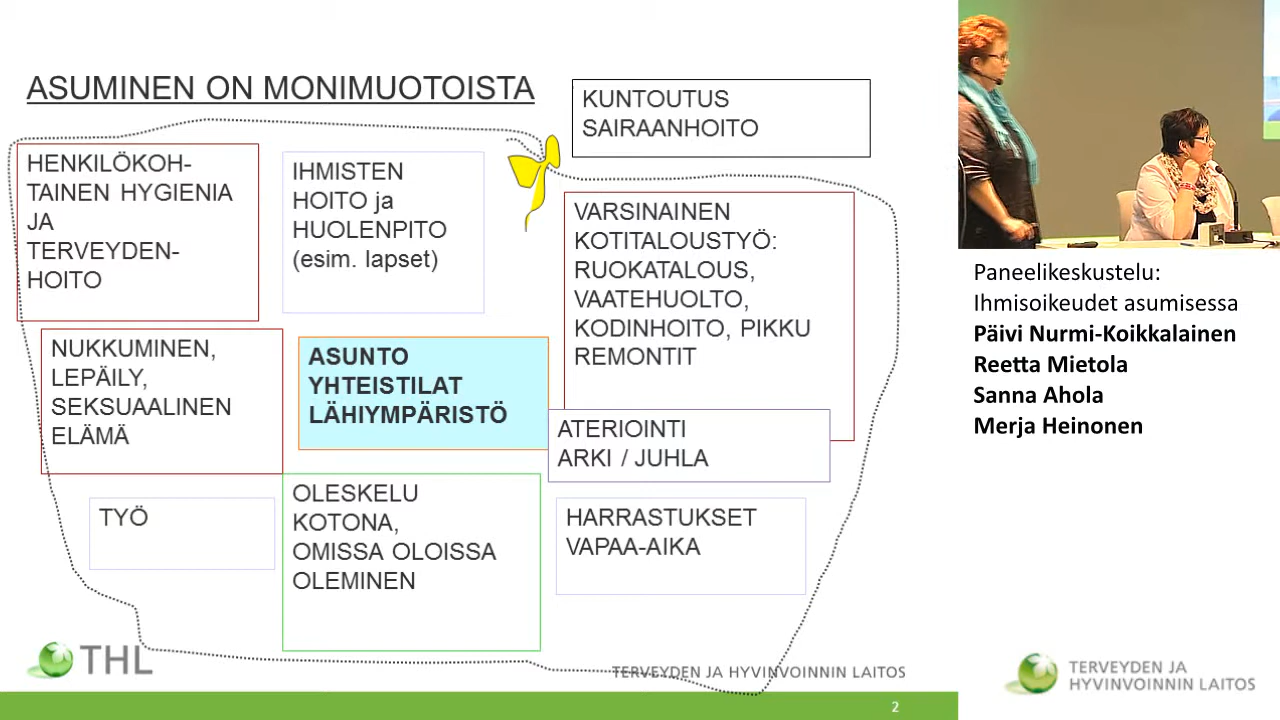 ASUMINEN ON MONIMUOTOISTA
KUNTOUTUS
SAIRAANHOITO
HENKILÖKOH-
TAINEN HYGIENIA
JA
TERVEYDEN-
HOITO
IHMISTEN
HOITO ja
HUOLENPITO
(esim. lapset)
VARSINAINEN
KOTITALOUSTYÖ:
RUOKATALOUS,
VAATEHUOLTO,
KODINHOITO, PIKKU
REMONTIT
NUKKUMINEN,
LEPÄILY,
SEKSUAALINEN
ELÄMÄ
ASUNTO
YHTEISTILAT
LÄHIYMPÄRISTÖ
ATERIOINTI
ARKI / JUHLA
TYÖ
OLESKELU
KOTONA,
OMISSA OLOISSA
OLEMINEN
HARRASTUKSET
VAPAA-AIKA
THL
TERVEYDEN JA HYVINVOINNIN LAITOS
2
Paneelikeskustelu:
Ihmisoikeudet asumisessa
Päivi Nurmi-Koikkalainen
Reetta Mietola
Sanna Ahola
Merja Heinonen
TERVEYDEN JA
HYVINVOINNIN LAITOS